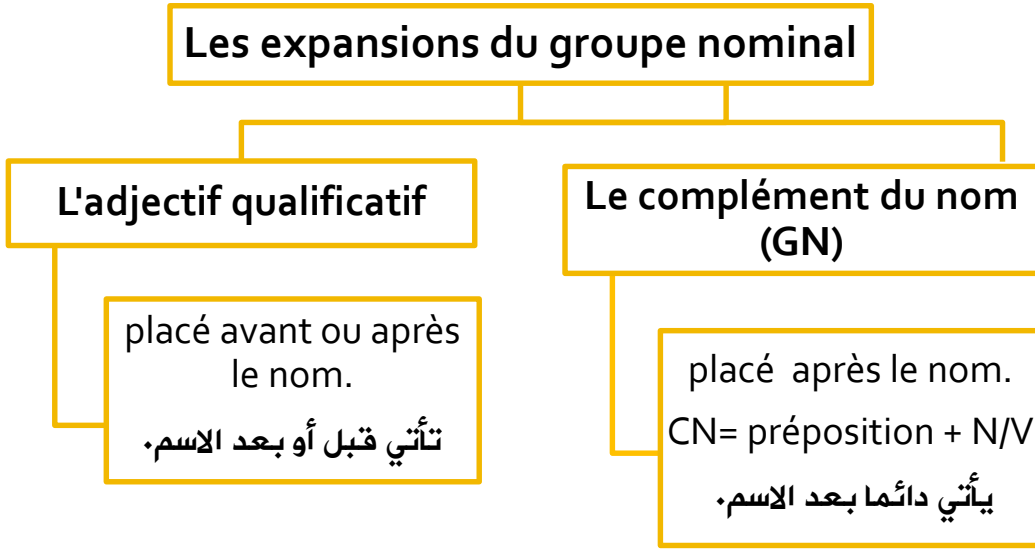 Les expansions du groupe nominal
L'adjectif qualificatif
placé avant ou après
le nom.
تأتي قبل أو بعد الاسم.
Le complément du nom
(GN)
placé après le nom.
CN= préposition + N/V
يأتي دائما بعد الاسم.